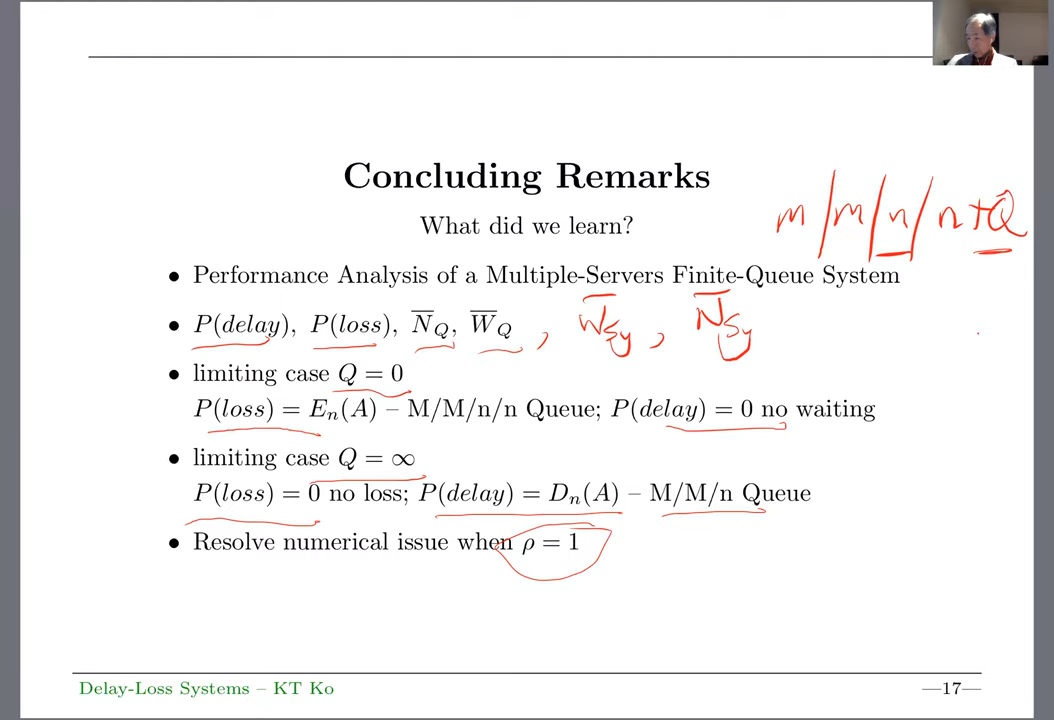 Concluding Remarks
What did we learn?
M/M/n/n+Q
• Performance Analysis of a Multiple-Servers Finite-Queue System
• P(delay), P(loss), N̅_Q, W̅_Q , W̅_Sy , N̅_Sy
• limiting case Q = 0
P(loss) = E_n(A) – M/M/n/n Queue; P(delay) = 0 no waiting
• limiting case Q = ∞
P(loss) = 0 no loss; P(delay) = D_n(A) – M/M/n Queue
• Resolve numerical issue when ρ = 1
Delay-Loss Systems – KT Ko —17—